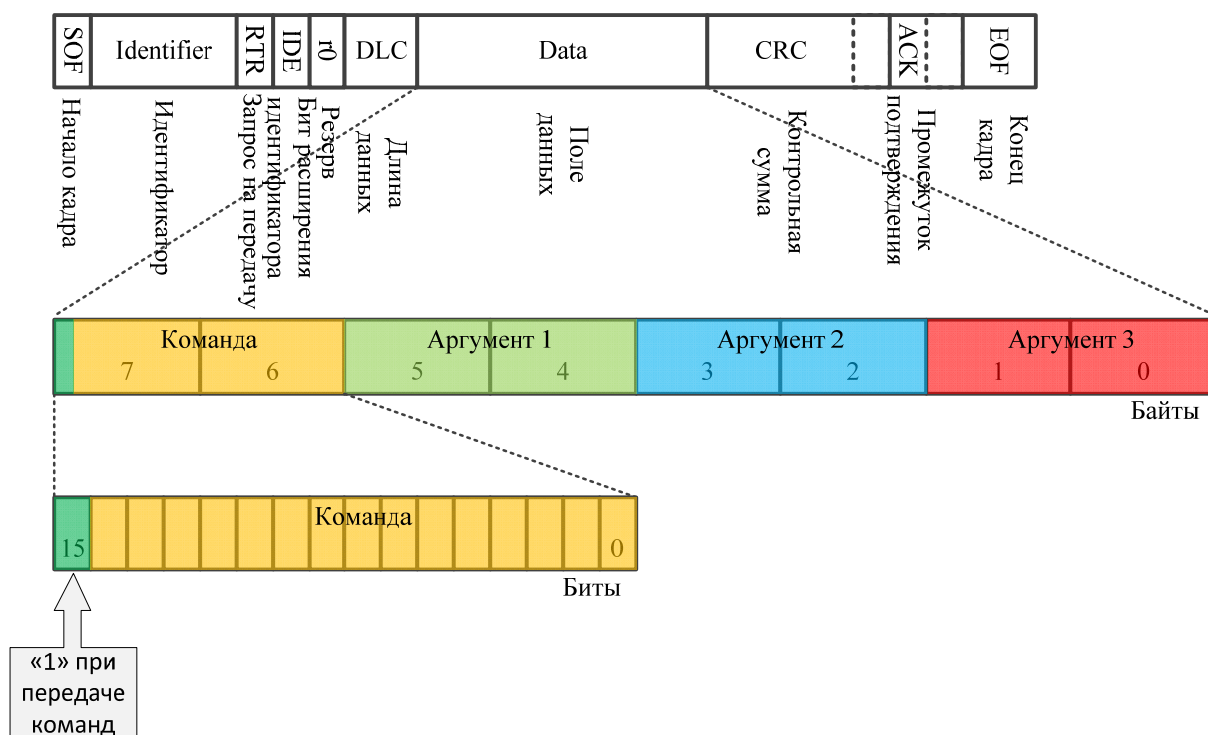 SOF Identifier RTR IDE r0 DLC Data CRC ACK EOF
Начало кадра
Идентификатор
Запрос на передачу
Бит расширения
идентификатора
Резерв
Длина
данных
Поле
данных
Контрольная
сумма
Промежуток
подтверждения
Конец
кадра
Команда Аргумент 1 Аргумент 2 Аргумент 3
7 6 5 4 3 2 1 0
Байты
Команда
15 0
Биты
«1» при
передаче
команд